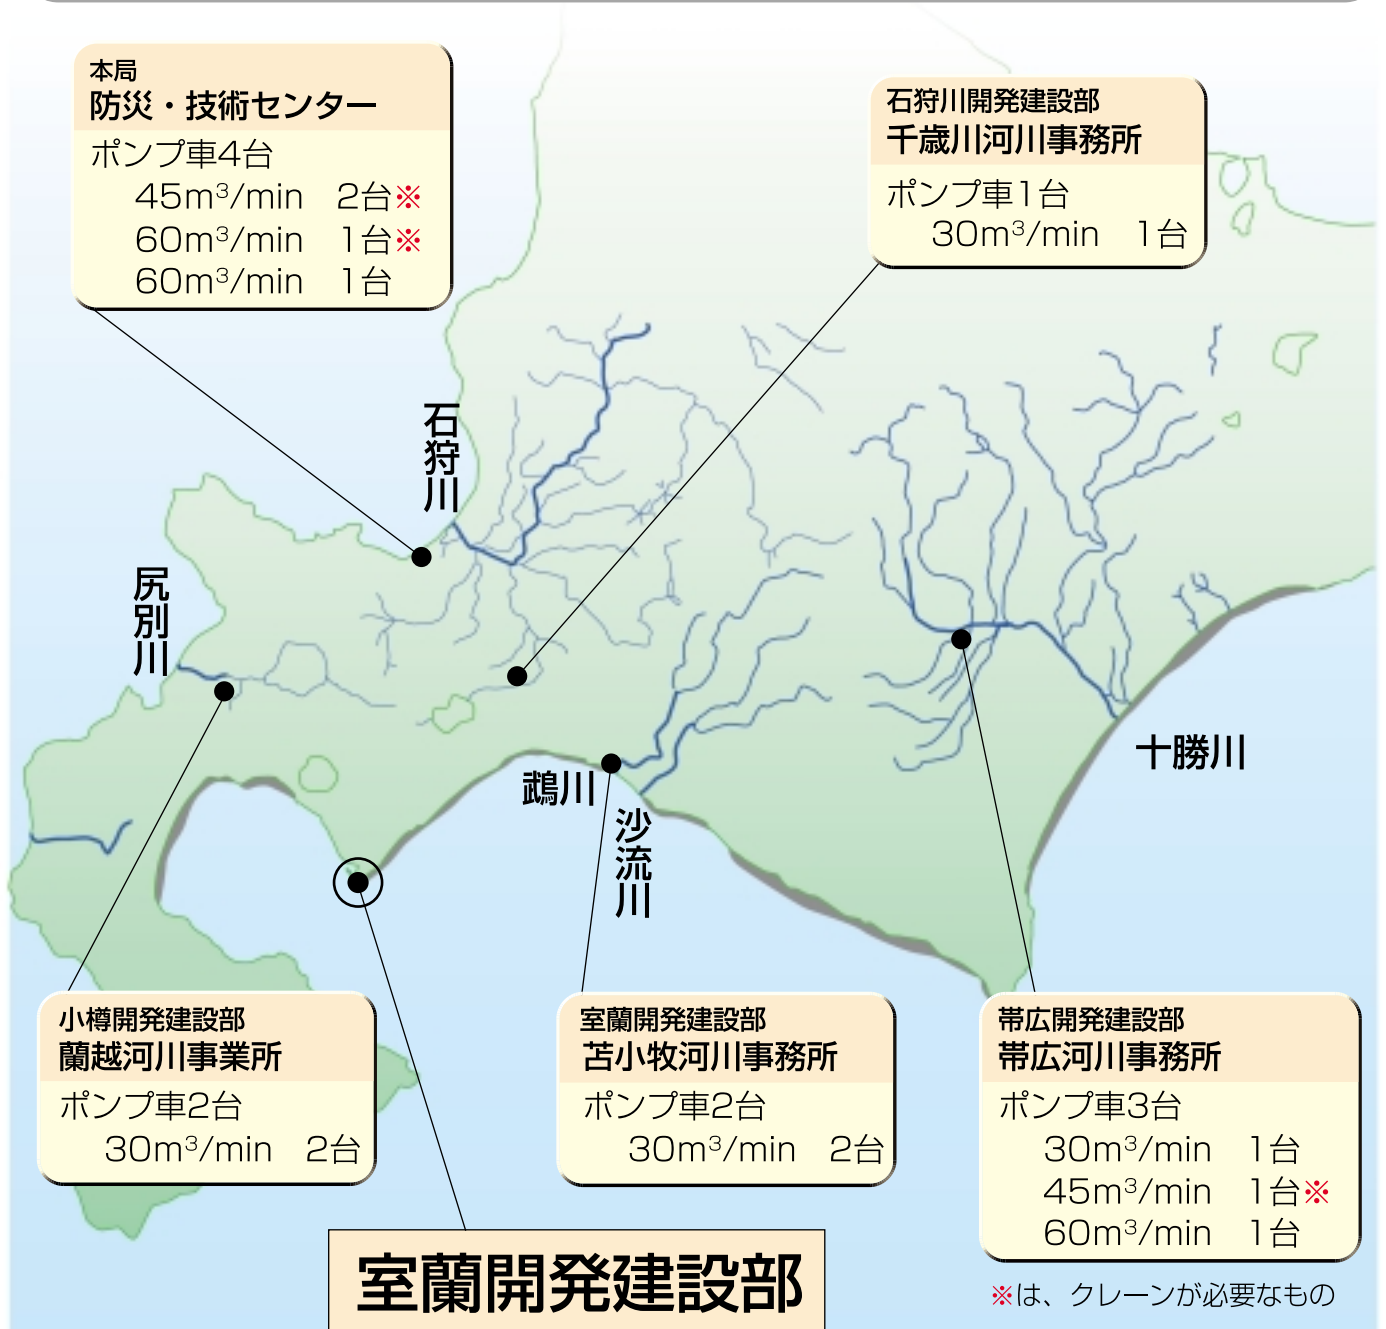 本局
防災・技術センター
ポンプ車4台
45m³/min 2台※
60m³/min 1台※
60m³/min 1台
石狩川開発建設部
千歳川河川事務所
ポンプ車1台
30m³/min 1台
石狩川
尻別川
十勝川
鵡川
沙流川
小樽開発建設部
蘭越河川事業所
ポンプ車2台
30m³/min 2台
室蘭開発建設部
苫小牧河川事務所
ポンプ車2台
30m³/min 2台
帯広開発建設部
帯広河川事務所
ポンプ車3台
30m³/min 1台
45m³/min 1台※
60m³/min 1台
室蘭開発建設部
※は、クレーンが必要なもの